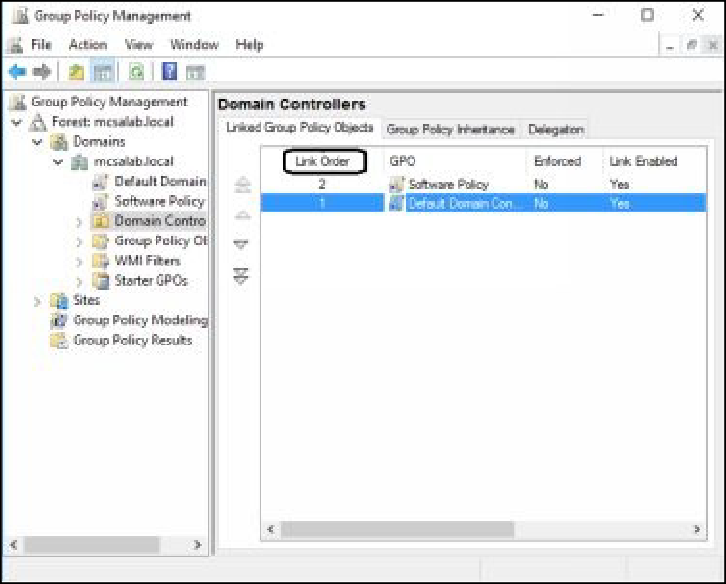 Group Policy Management
File Action View Window Help
Group Policy Management
Forest: mcsalab.local
Domains
mcsalab.local
Default Domain
Software Policy
Domain Contro
Group Policy Ob
WMI Filters
Starter GPOs
Sites
Group Policy Modeling
Group Policy Results
Domain Controllers
Linked Group Policy Objects Group Policy Inheritance Delegation
Link Order GPO Enforced Link Enabled
2 Software Policy No Yes
1 Default Domain Con... No Yes